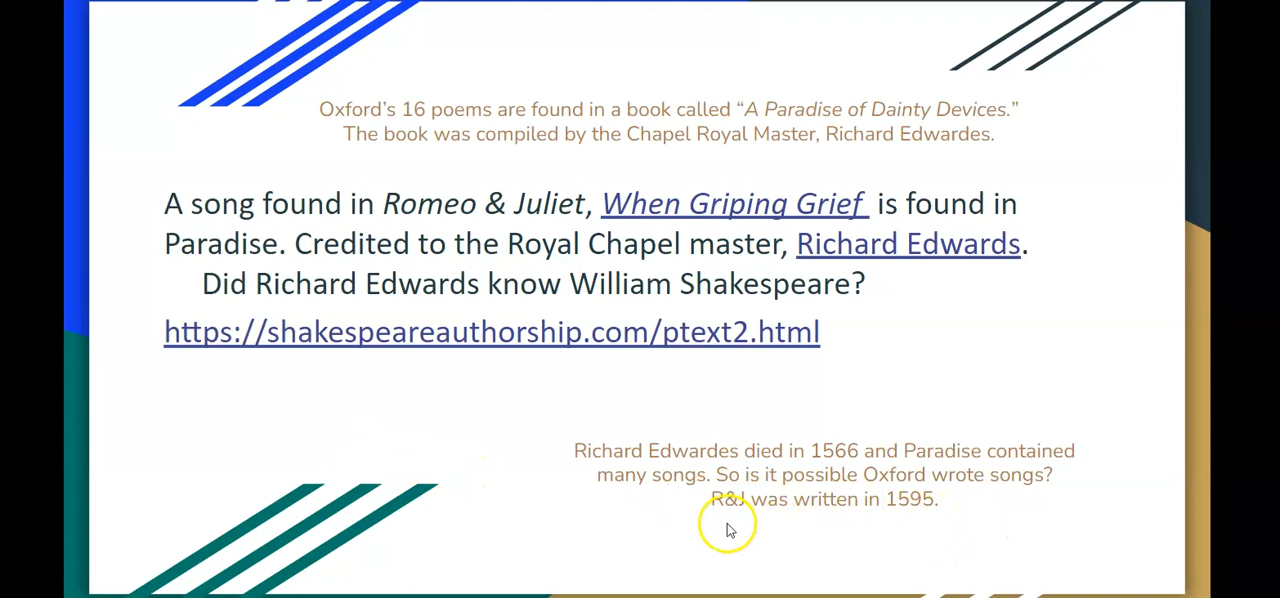 Oxford's 16 poems are found in a book called “A Paradise of Dainty Devices.”
The book was compiled by the Chapel Royal Master, Richard Edwardes.
A song found in Romeo & Juliet, When Griping Grief is found in
Paradise. Credited to the Royal Chapel master, Richard Edwards.
Did Richard Edwards know William Shakespeare?
https://shakespeareauthorship.com/ptext2.html
Richard Edwardes died in 1566 and Paradise contained
many songs. So is it possible Oxford wrote songs?
R&J was written in 1595.